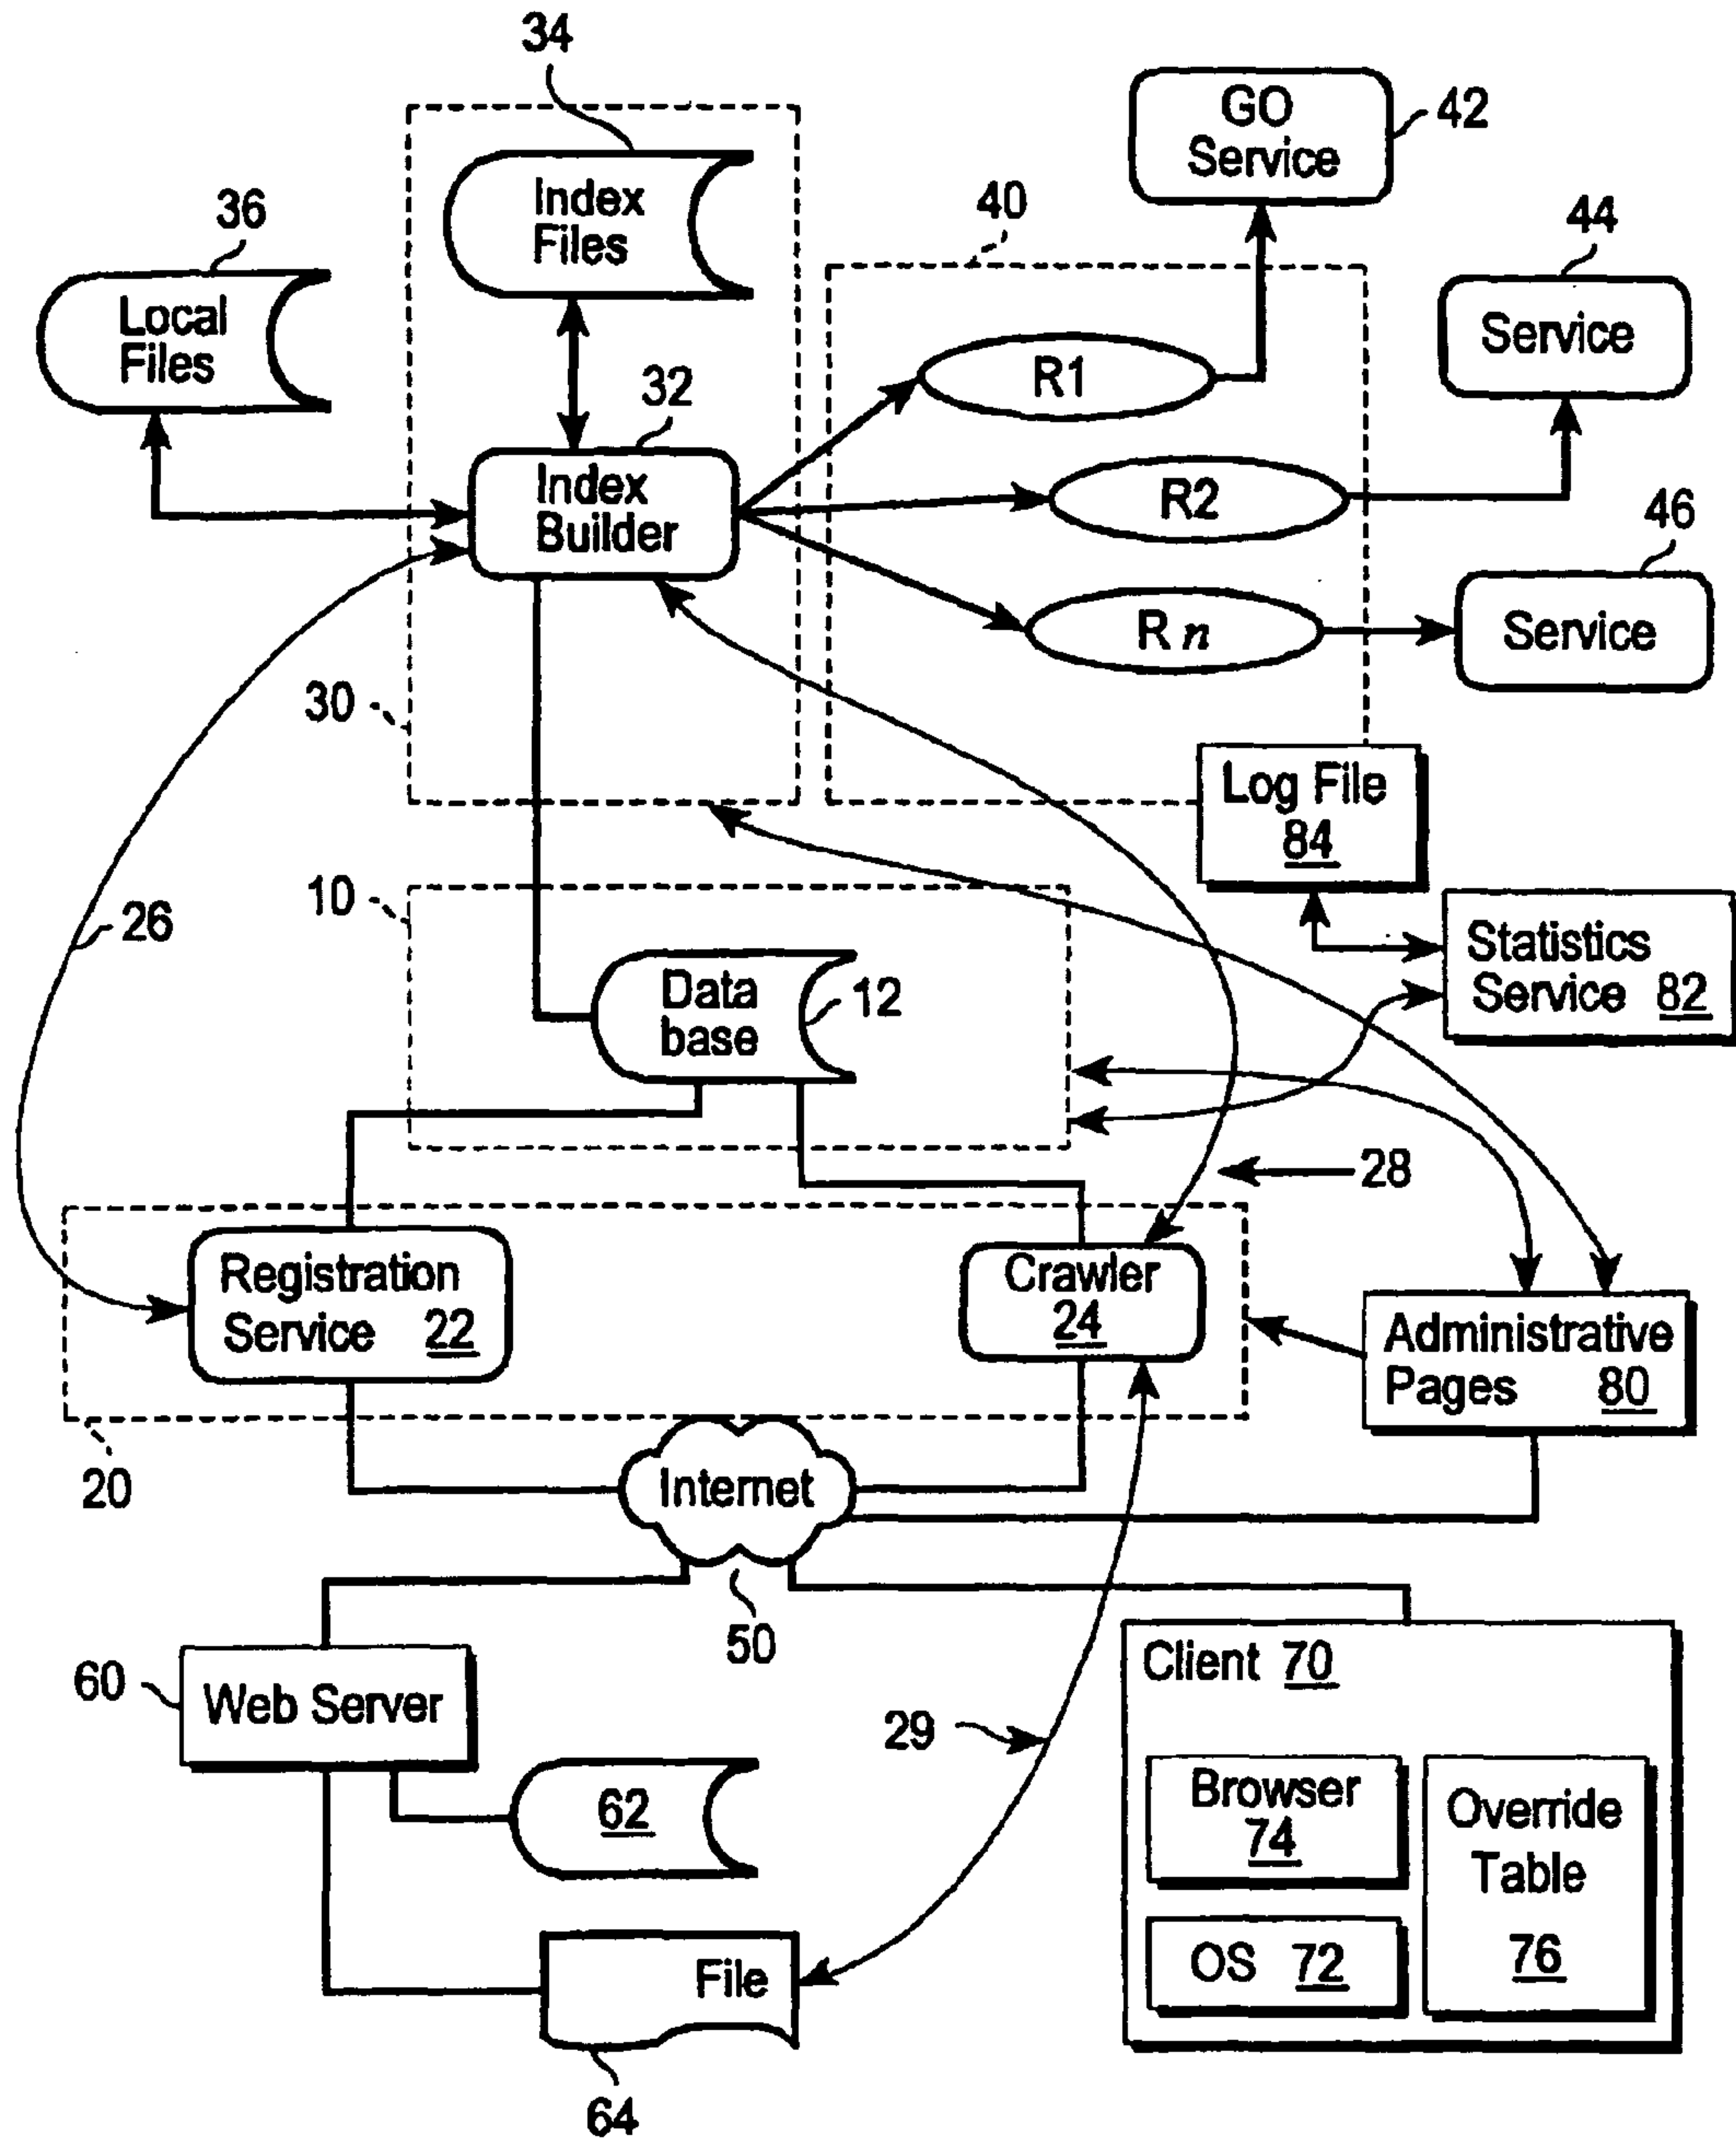 34
GO
Service
42
Index
Files
36
40
44
Local
Files
Service
R1
32
Index
Builder
R2
46
R n
Service
30
Log File
84
10
26
Statistics
Service 82
Data
base
12
28
Registration
Service 22
Crawler
24
Administrative
Pages 80
20
Internet
50
60
Web Server
Client 70
29
62
Browser
74
Override
Table
76
File
OS 72
64